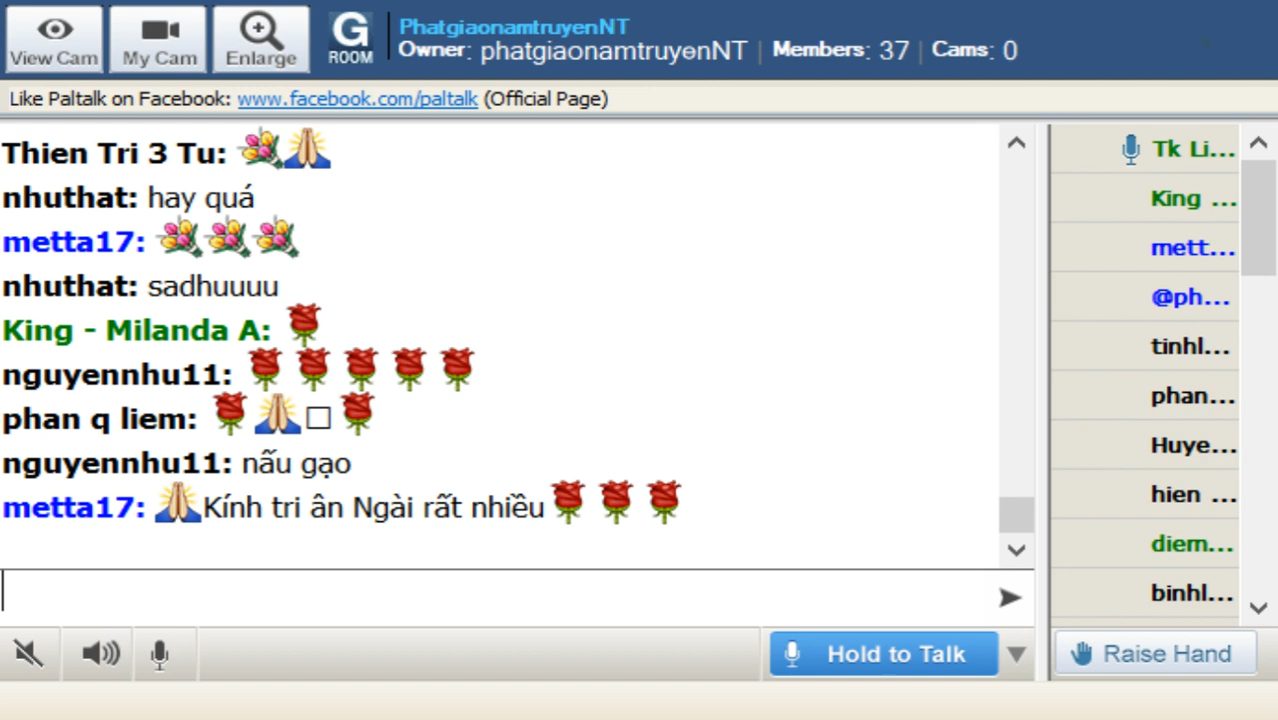 View Cam
My Cam
Enlarge
G
ROOM
PhatgiaonamtruyenNT
Owner: phatgiaonamtruyenNT | Members: 37 | Cams: 0
Like Paltalk on Facebook: www.facebook.com/paltalk (Official Page)
Thien Tri 3 Tu:
nhuthat: hay quá
metta17:
nhuthat: sadhuuuu
King - Milanda A:
nguyennhu11:
phan q liem:
nguyennhu11: nấu gạo
metta17: Kính tri ân Ngài rất nhiều
Tk Li...
King ...
mett...
@ph...
tinhl...
phan...
Huye...
hien ...
diem...
binhl...
Hold to Talk
Raise Hand